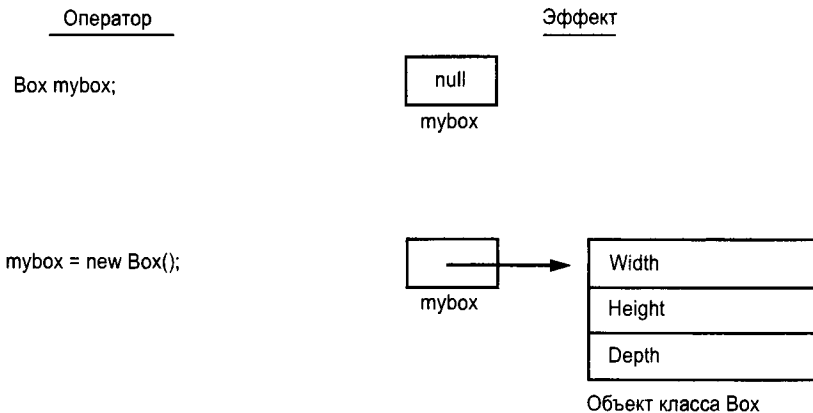 Оператор
Эффект
Box mybox;
null
mybox
mybox = new Box();
mybox
Width
Height
Depth
Объект класса Box